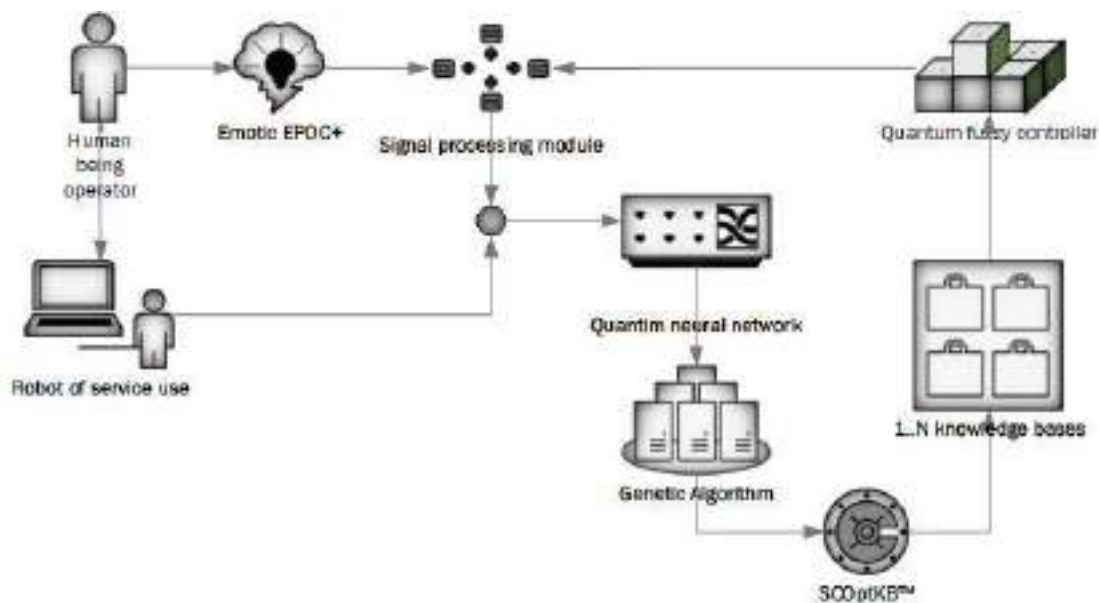 Human
being
operator
Emotic EPOC+
Signal processing module
Quantum fuzzy controller
Robot of service use
Quantim neural network
1..N knowledge bases
Genetic Algorithm
SCOptKB™